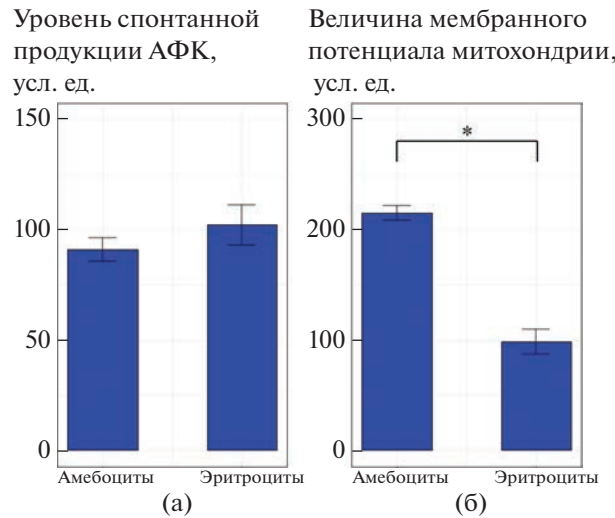 Уровень спонтанной
продукции АФК,
усл. ед.
150
100
50
0
Амебоциты Эритроциты
(а)
Величина мембранного
потенциала митохондрии,
усл. ед.
300
*
200
100
0
Амебоциты Эритроциты
(б)